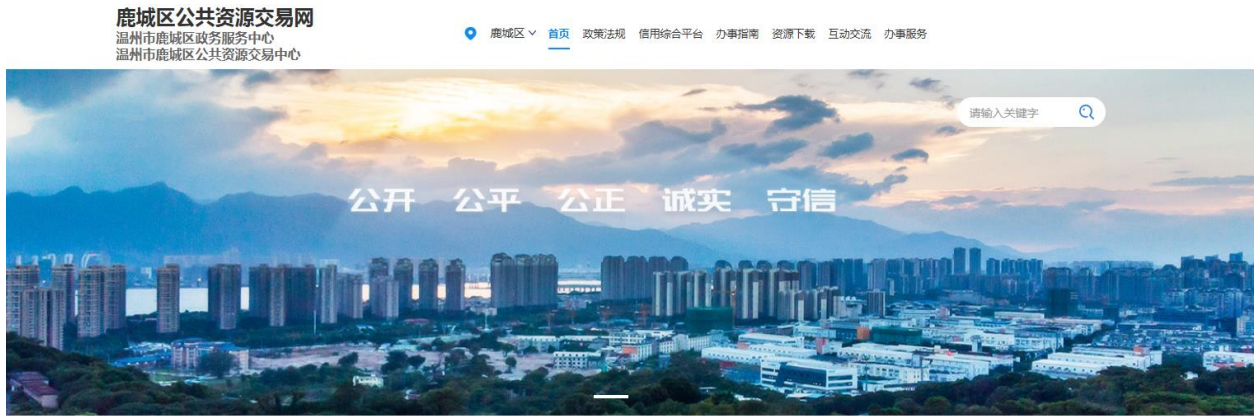 鹿城区公共资源交易网
温州市鹿城区政务服务中心
温州市鹿城区公共资源交易中心
鹿城区 首页 政策法规 信用综合平台 办事指南 资源下载 互动交流 办事服务
请输入关键字
公开 公平 公正 诚实 守信